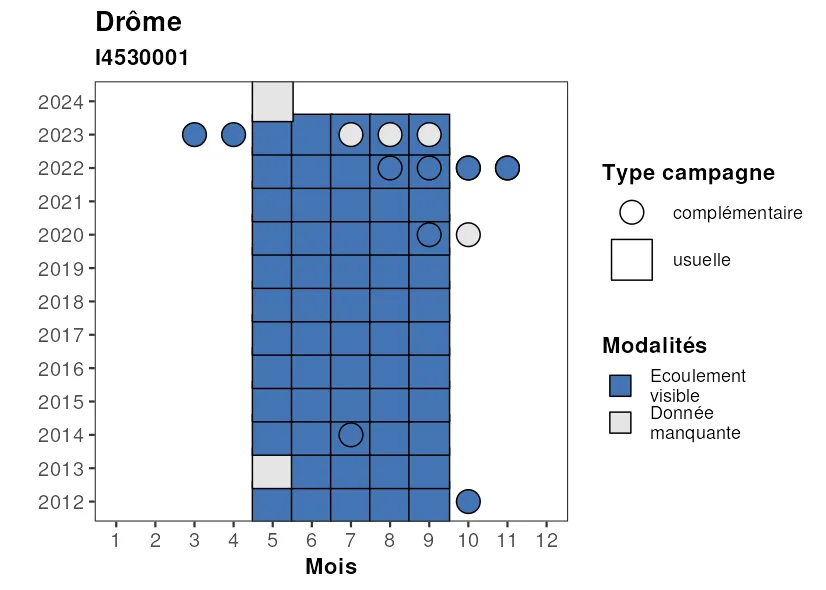 Drôme
I4530001
2024
2023
2022
2021
2020
2019
2018
2017
2016
2015
2014
2013
2012
1 2 3 4 5 6 7 8 9 10 11 12
Mois
Type campagne
complémentaire
usuelle
Modalités
Ecoulement
visible
Donnée
manquante